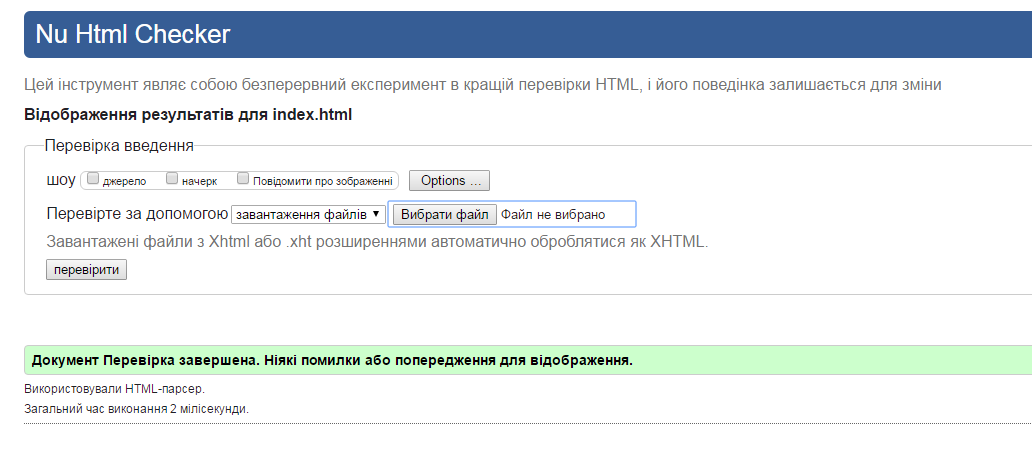 Nu Html Checker
Цей інструмент являє собою безперервний експеримент в кращій перевірки HTML, і його поведінка залишається для зміни
Відображення результатів для index.html
Перевірка введення
шоу джерело начерк Повідомити про зображенні Options ...
Перевірте за допомогою завантаження файлів Вибрати файл Файл не вибрано
Завантажені файли з Xhtml або .xht розширеннями автоматично оброблятися як XHTML.
перевірити
Документ Перевірка завершена. Ніякі помилки або попередження для відображення.
Використовували HTML-парсер.
Загальний час виконання 2 мілісекунди.